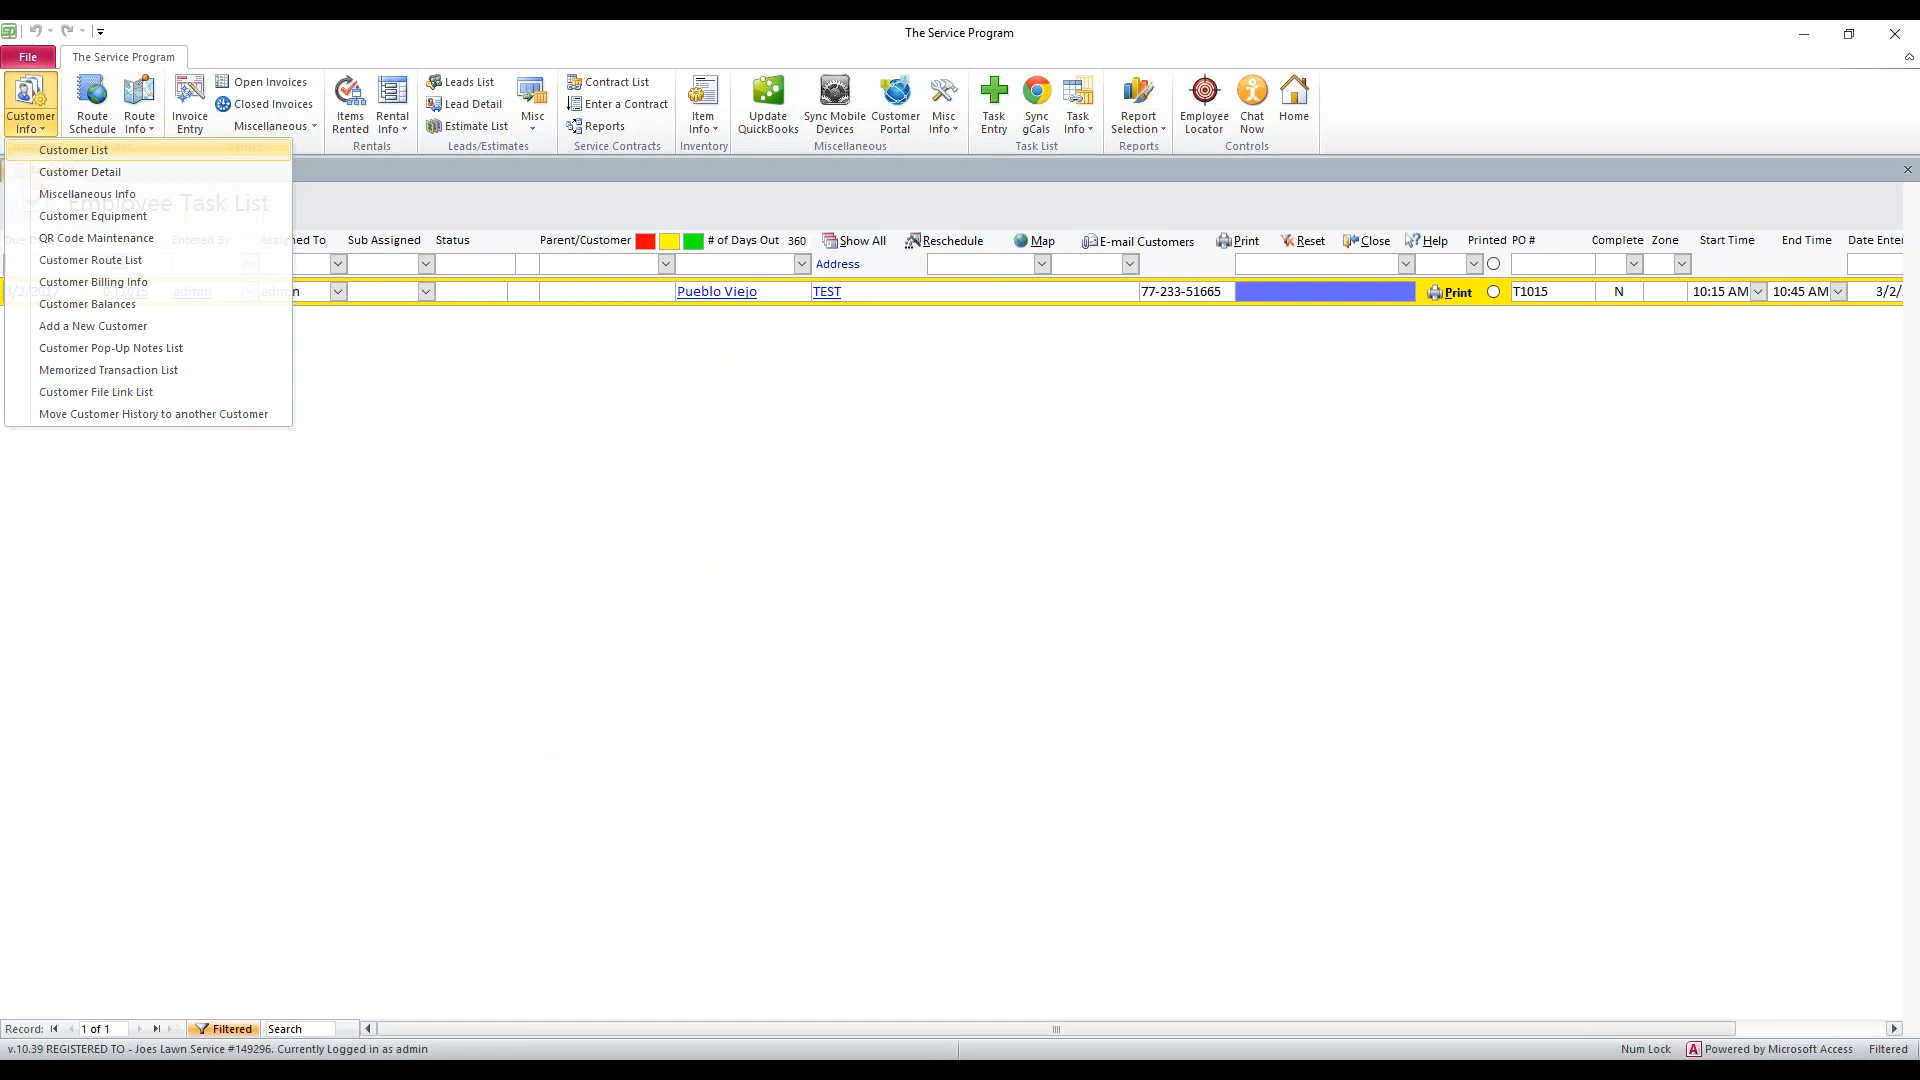 The Service Program
File
The Service Program
Customer Info
Route Schedule
Route Info
Invoice Entry
Open Invoices
Closed Invoices
Miscellaneous
Items Rented
Rental Info
Rentals
Leads List
Lead Detail
Estimate List
Misc
Leads/Estimates
Contract List
Enter a Contract
Reports
Service Contracts
Item Info
Inventory
Update QuickBooks
Sync Mobile Devices
Customer Portal
Misc Info
Miscellaneous
Task Entry
Sync gCals
Task Info
Task List
Report Selection
Reports
Employee Locator
Chat Now
Home
Controls
Customer List
Customer Detail
Miscellaneous Info
Customer Equipment
QR Code Maintenance
Customer Route List
Customer Billing Info
Customer Balances
Add a New Customer
Customer Pop-Up Notes List
Memorized Transaction List
Customer File Link List
Move Customer History to another Customer
Employee Task List
Entered By Assigned To Sub Assigned Status Parent/Customer # of Days Out 360 Show All Reschedule Map E-mail Customers Print Reset Close Help Printed PO # Complete Zone Start Time End Time Date Enter
Address
3/2/2017 admin admin Pueblo Viejo TEST 77-233-51665 Print T1015 N 10:15 AM 10:45 AM 3/2/
Record: 1 of 1 Filtered Search
v.10.39 REGISTERED TO - Joes Lawn Service #149296. Currently Logged in as admin Num Lock Powered by Microsoft Access Filtered